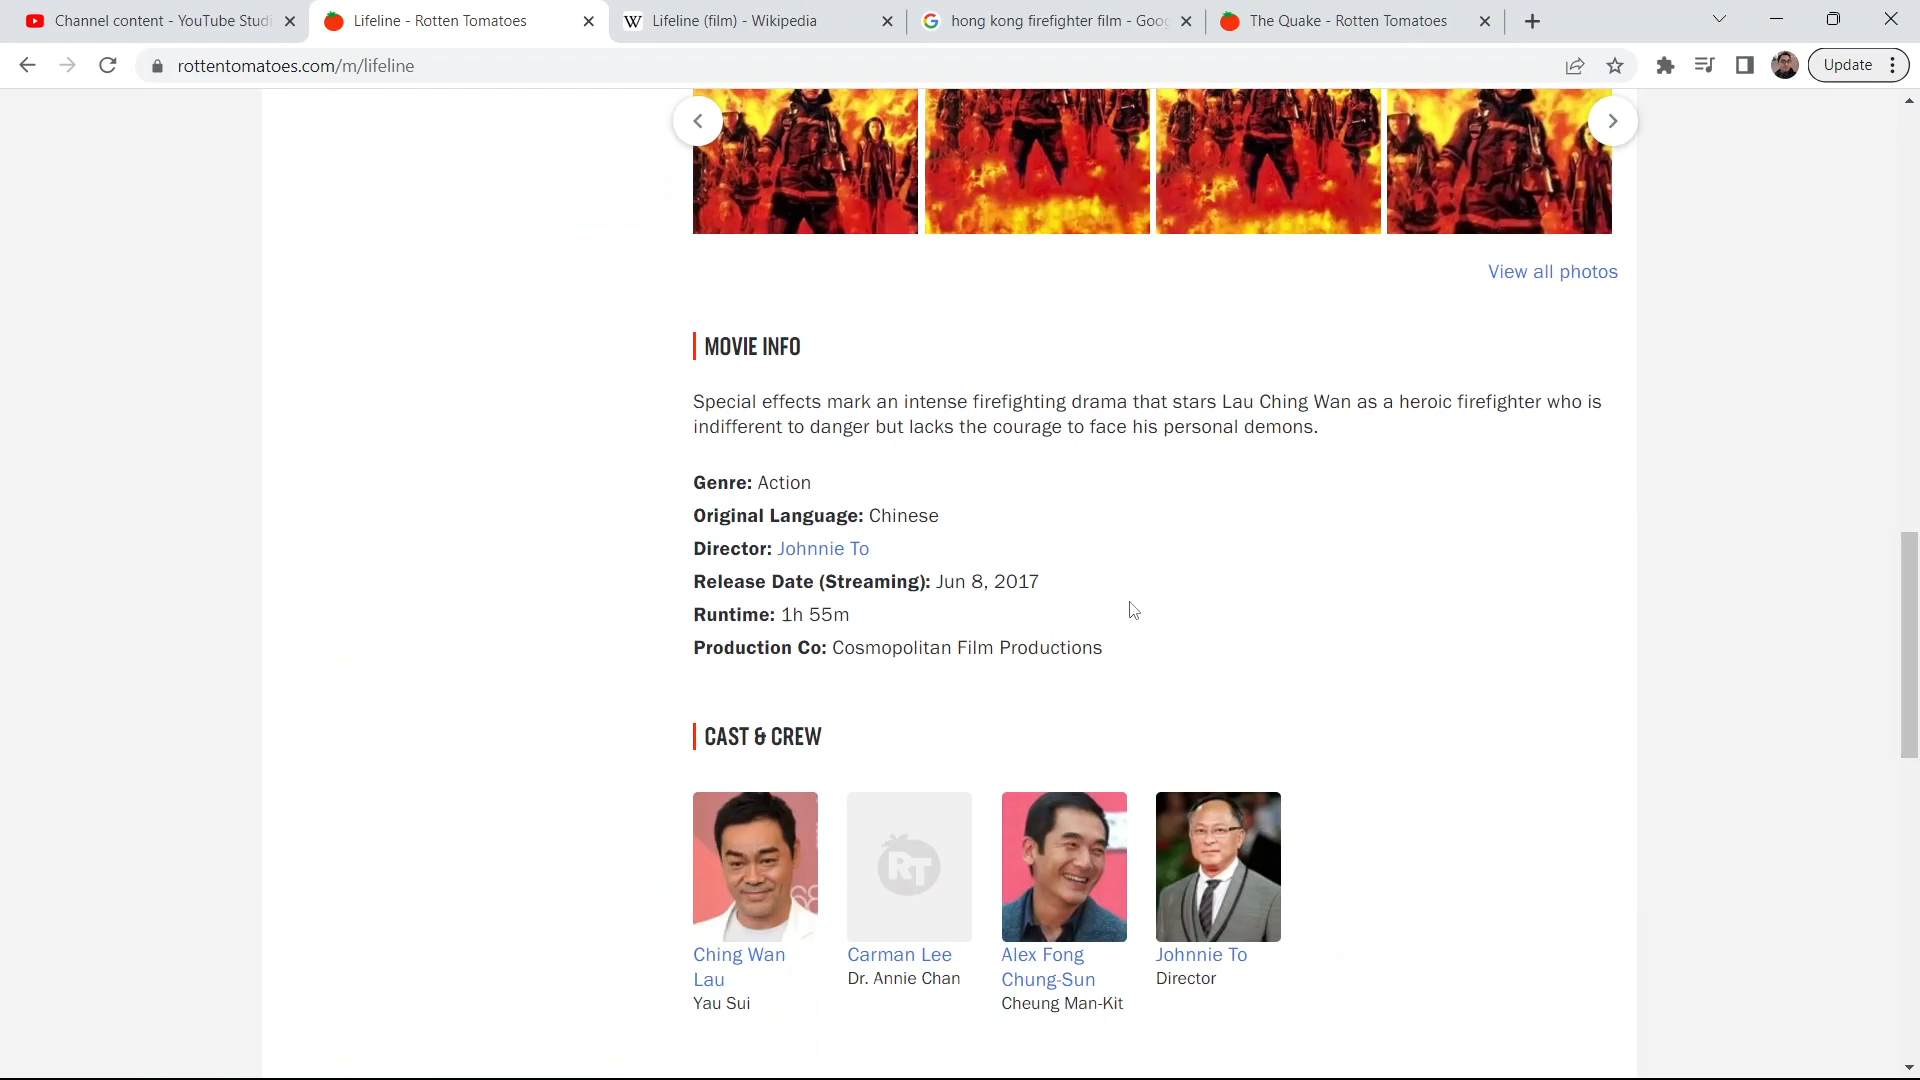 Channel content - YouTube Studi
Lifeline - Rotten Tomatoes
Lifeline (film) - Wikipedia
hong kong firefighter film - Goog
The Quake - Rotten Tomatoes
rottentomatoes.com/m/lifeline
Update
View all photos
MOVIE INFO
Special effects mark an intense firefighting drama that stars Lau Ching Wan as a heroic firefighter who is
indifferent to danger but lacks the courage to face his personal demons.
Genre: Action
Original Language: Chinese
Director: Johnnie To
Release Date (Streaming): Jun 8, 2017
Runtime: 1h 55m
Production Co: Cosmopolitan Film Productions
CAST & CREW
RT
Ching Wan
Lau
Yau Sui
Carman Lee
Dr. Annie Chan
Alex Fong
Chung-Sun
Cheung Man-Kit
Johnnie To
Director